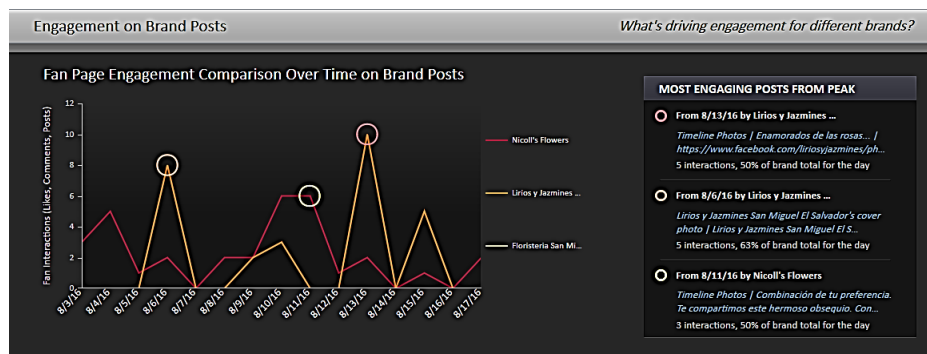 Engagement on Brand Posts
What's driving engagement for different brands?
Fan Page Engagement Comparison Over Time on Brand Posts
Fan Interactions (Likes, Comments, Posts)
12
10
8
6
4
2
0
8/3/16
8/4/16
8/5/16
8/6/16
8/7/16
8/8/16
8/9/16
8/10/16
8/11/16
8/12/16
8/13/16
8/14/16
8/15/16
8/16/16
8/17/16
Nicoll's Flowers
Lirios y Jazmines ...
Floristeria San Mi...
MOST ENGAGING POSTS FROM PEAK
From 8/13/16 by Lirios y Jazmines ...
Timeline Photos | Enamorados de las rosas... |
https://www.facebook.com/liriosyjazmines/ph...
5 interactions, 50% of brand total for the day
From 8/6/16 by Lirios y Jazmines ...
Lirios y Jazmines San Miguel El Salvador's cover
photo | Lirios y Jazmines San Miguel El S...
5 interactions, 63% of brand total for the day
From 8/11/16 by Nicoll's Flowers
Timeline Photos | Combinación de tu preferencia.
Te compartimos este hermoso obsequio. Con...
3 interactions, 50% of brand total for the day